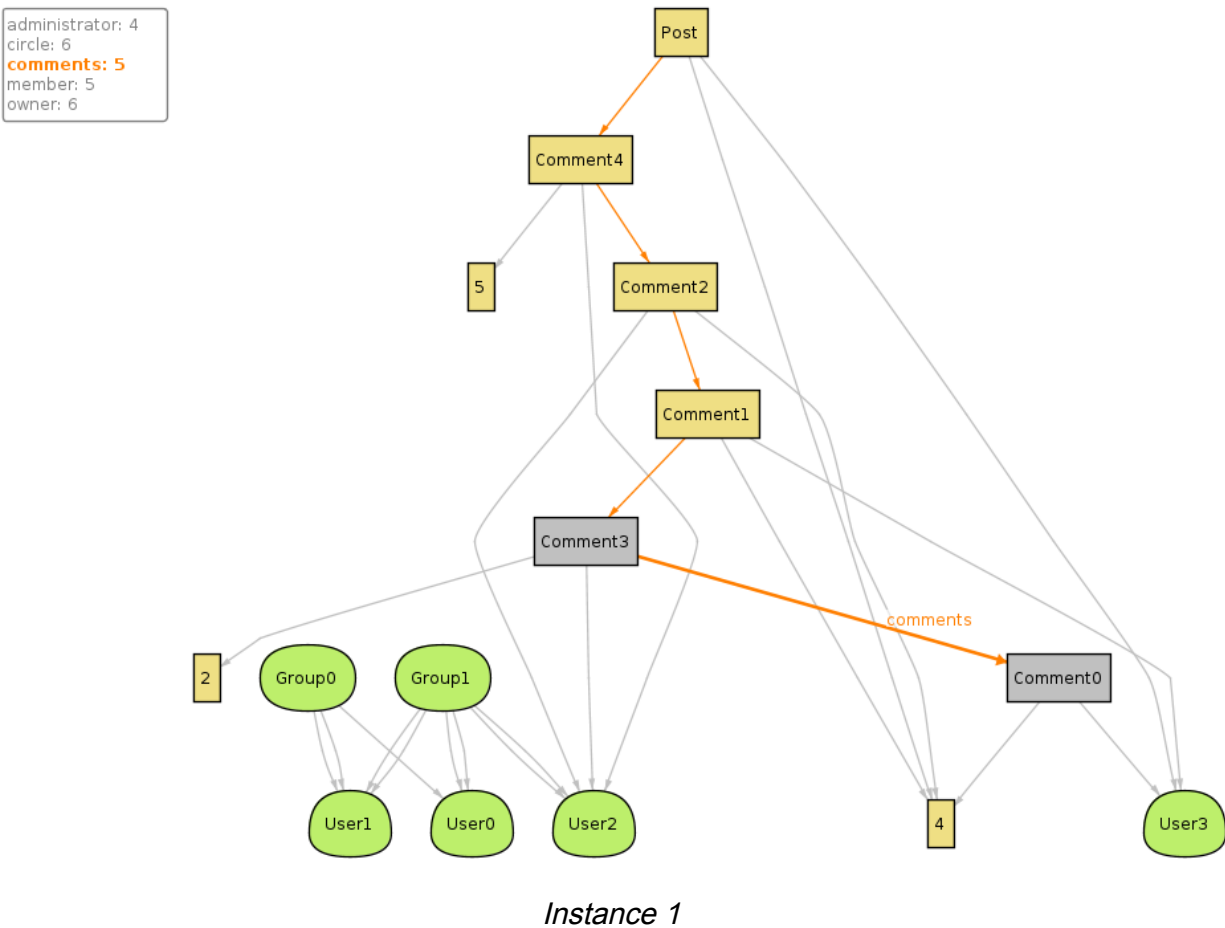 administrator: 4
circle: 6
comments: 5
member: 5
owner: 6
Post
Comment4
5
Comment2
Comment1
Comment3
comments
2
Group0
Group1
Comment0
User1
User0
User2
4
User3
Instance 1